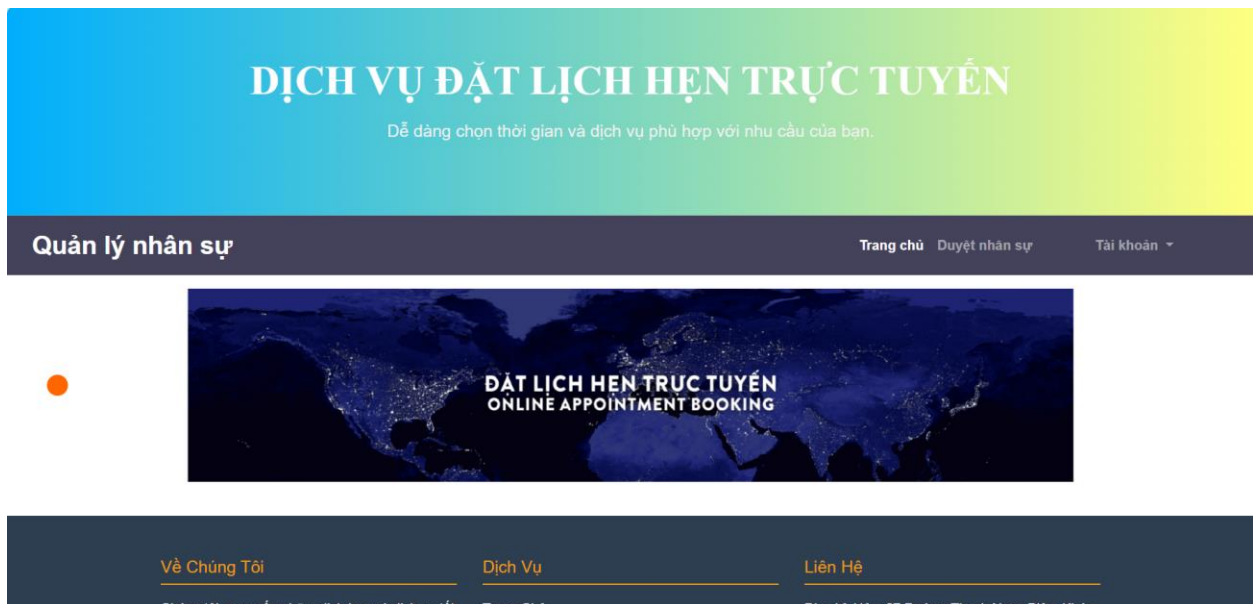 DỊCH VỤ ĐẶT LỊCH HẸN TRỰC TUYẾN
Dễ dàng chọn thời gian và dịch vụ phù hợp với nhu cầu của bạn.
Quản lý nhân sự
Trang chủ Duyệt nhân sự Tài khoản
ĐẶT LỊCH HẸN TRỰC TUYẾN
ONLINE APPOINTMENT BOOKING
Về Chúng Tôi Dịch Vụ Liên Hệ